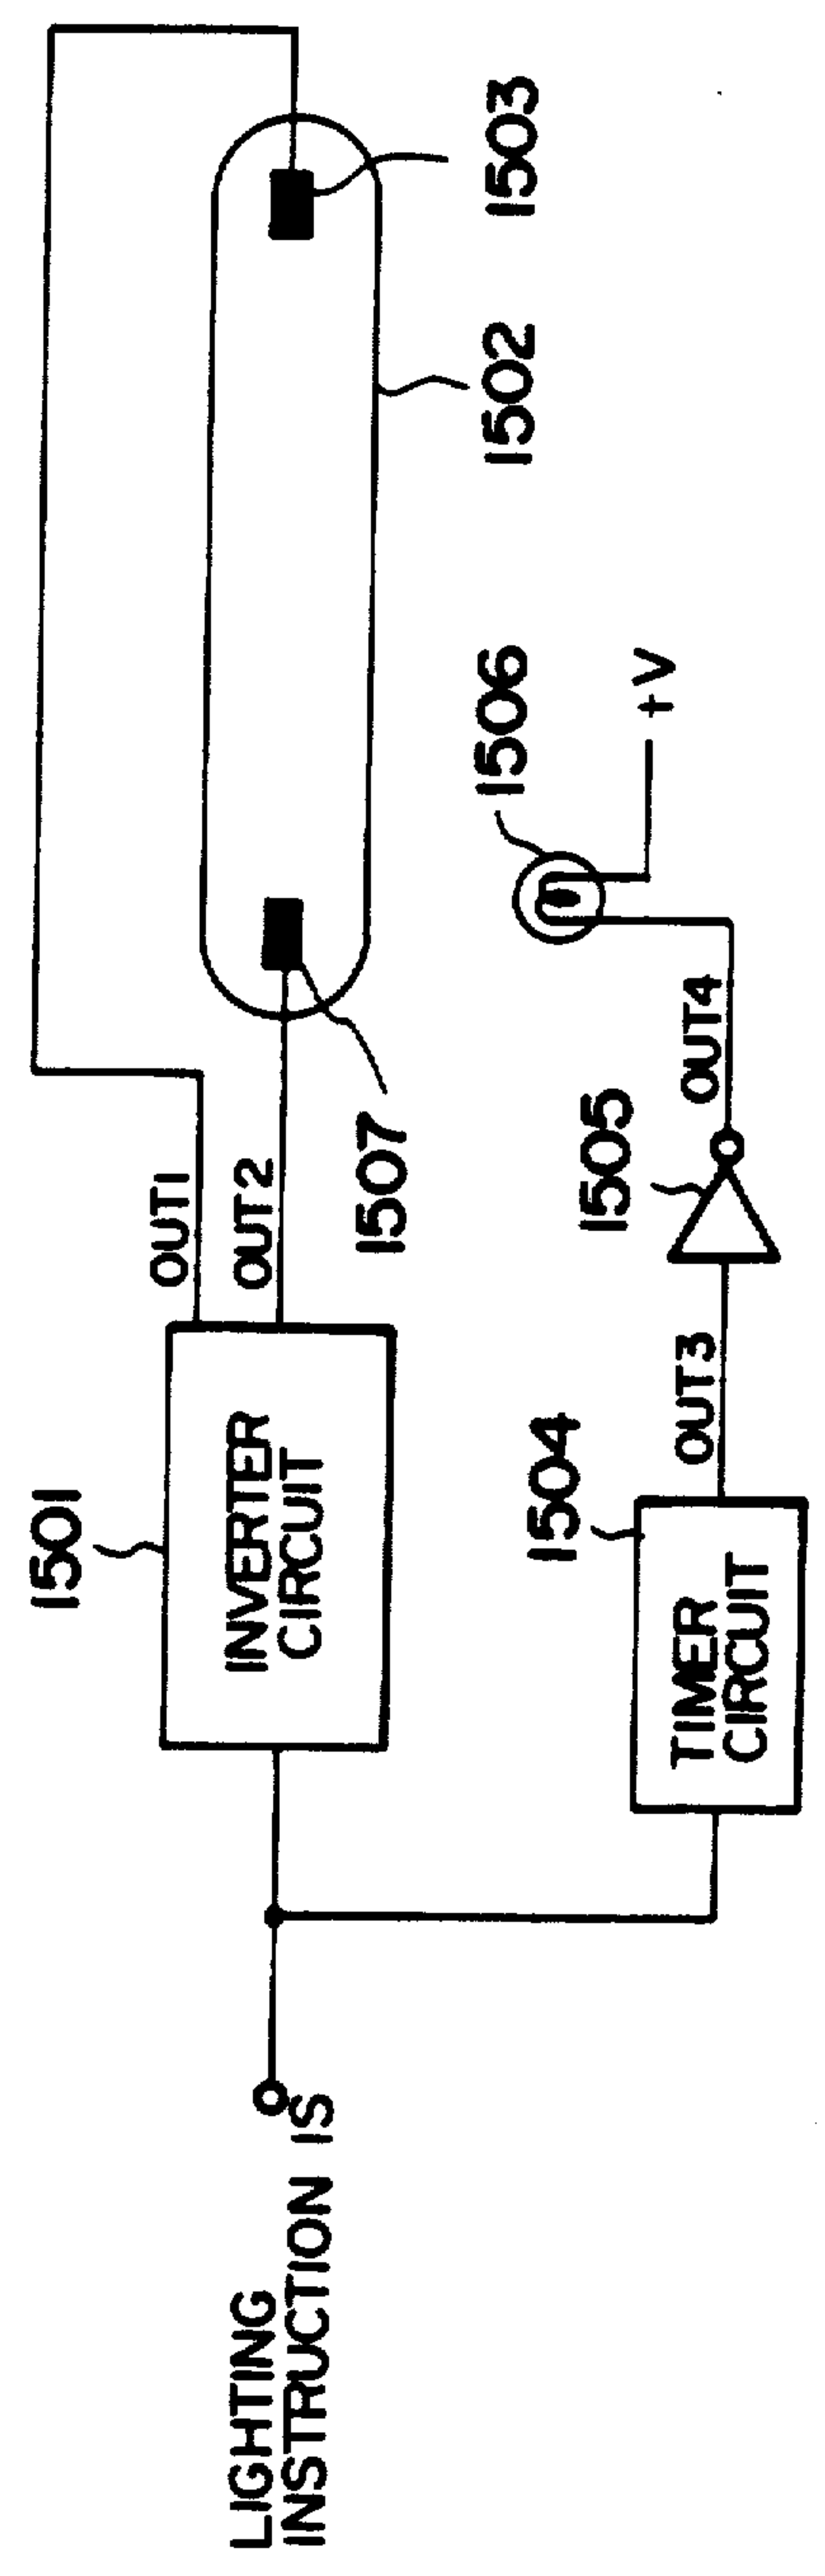 LIGHTING
INSTRUCTION IS
1501
INVERTER
CIRCUIT
OUT1
OUT2
1507
1502
1503
1504
TIMER
CIRCUIT
OUT3
1505
OUT4
1506
+V